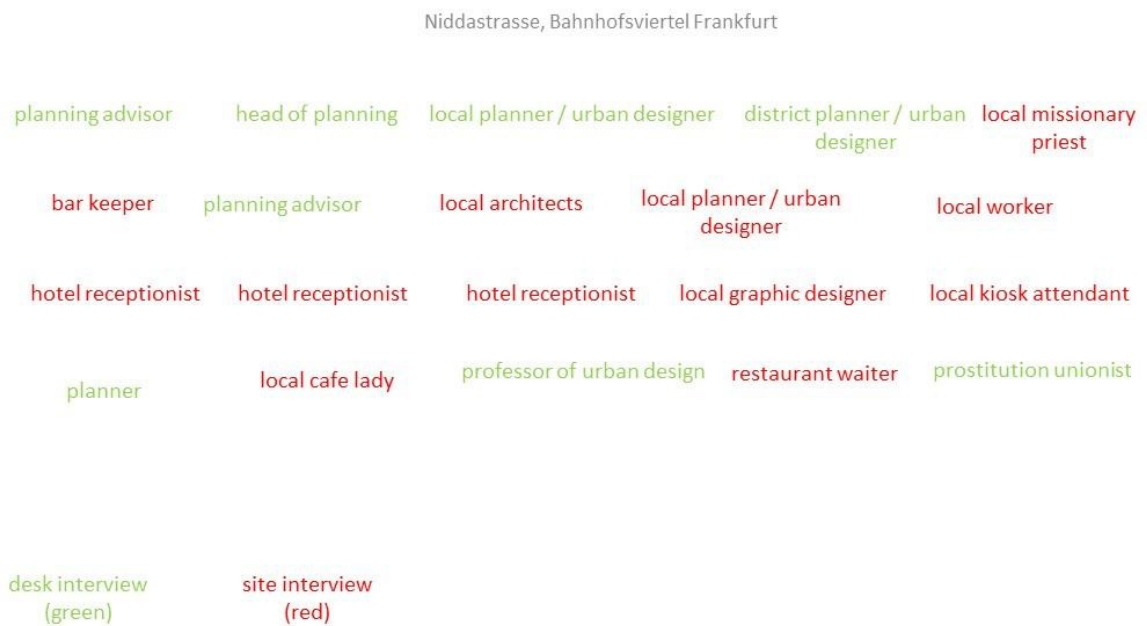 Niddastrasse, Bahnhofsviertel Frankfurt
planning advisor
head of planning
local planner / urban designer
district planner / urban
designer
local missionary
priest
bar keeper
planning advisor
local architects
local planner / urban
designer
local worker
hotel receptionist
hotel receptionist
hotel receptionist
local graphic designer
local kiosk attendant
planner
local cafe lady
professor of urban design
restaurant waiter
prostitution unionist
desk interview
(green)
site interview
(red)